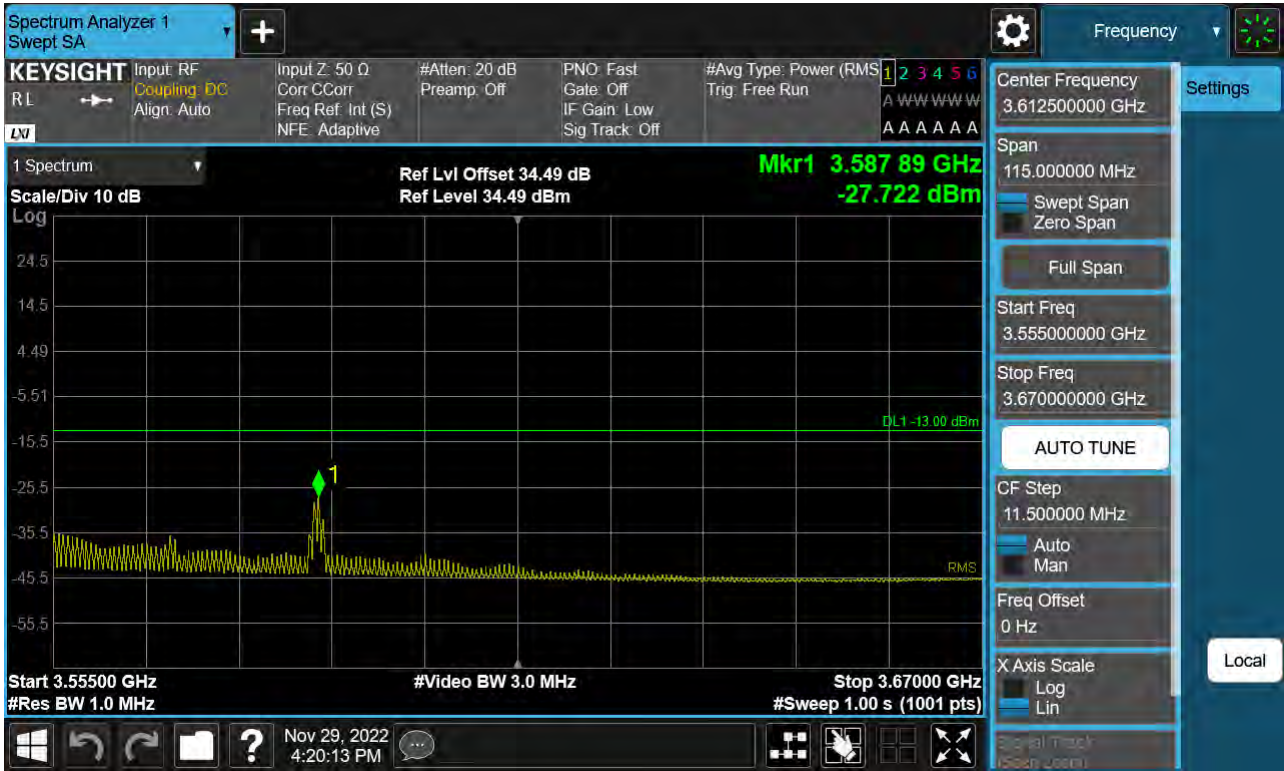 Spectrum Analyzer 1
Swept SA
Frequency
KEYSIGHT
R L
LXI
Input: RF
Coupling: DC
Align: Auto
Input Z: 50 Ω
Corr CCorr
Freq Ref: Int (S)
NFE: Adaptive
#Atten: 20 dB
Preamp: Off
PNO: Fast
Gate: Off
IF Gain: Low
Sig Track: Off
#Avg Type: Power (RMS
Trig: Free Run
1 2 3 4 5 6
A W W W W W
A A A A A A
1 Spectrum
Scale/Div 10 dB
Log
Ref Lvl Offset 34.49 dB
Ref Level 34.49 dBm
Mkr1 3.587 89 GHz
-27.722 dBm
24.5
14.5
4.49
-5.51
-15.5
-25.5
-35.5
-45.5
-55.5
DL1 -13.00 dBm
1
RMS
Start 3.55500 GHz
#Res BW 1.0 MHz
#Video BW 3.0 MHz
Stop 3.67000 GHz
#Sweep 1.00 s (1001 pts)
Center Frequency
3.612500000 GHz
Span
115.000000 MHz
Swept Span
Zero Span
Full Span
Start Freq
3.555000000 GHz
Stop Freq
3.670000000 GHz
AUTO TUNE
CF Step
11.500000 MHz
Auto
Man
Freq Offset
0 Hz
X Axis Scale
Log
Lin
Signal Track
(Span Zoom)
Settings
Local
?
Nov 29, 2022
4:20:13 PM